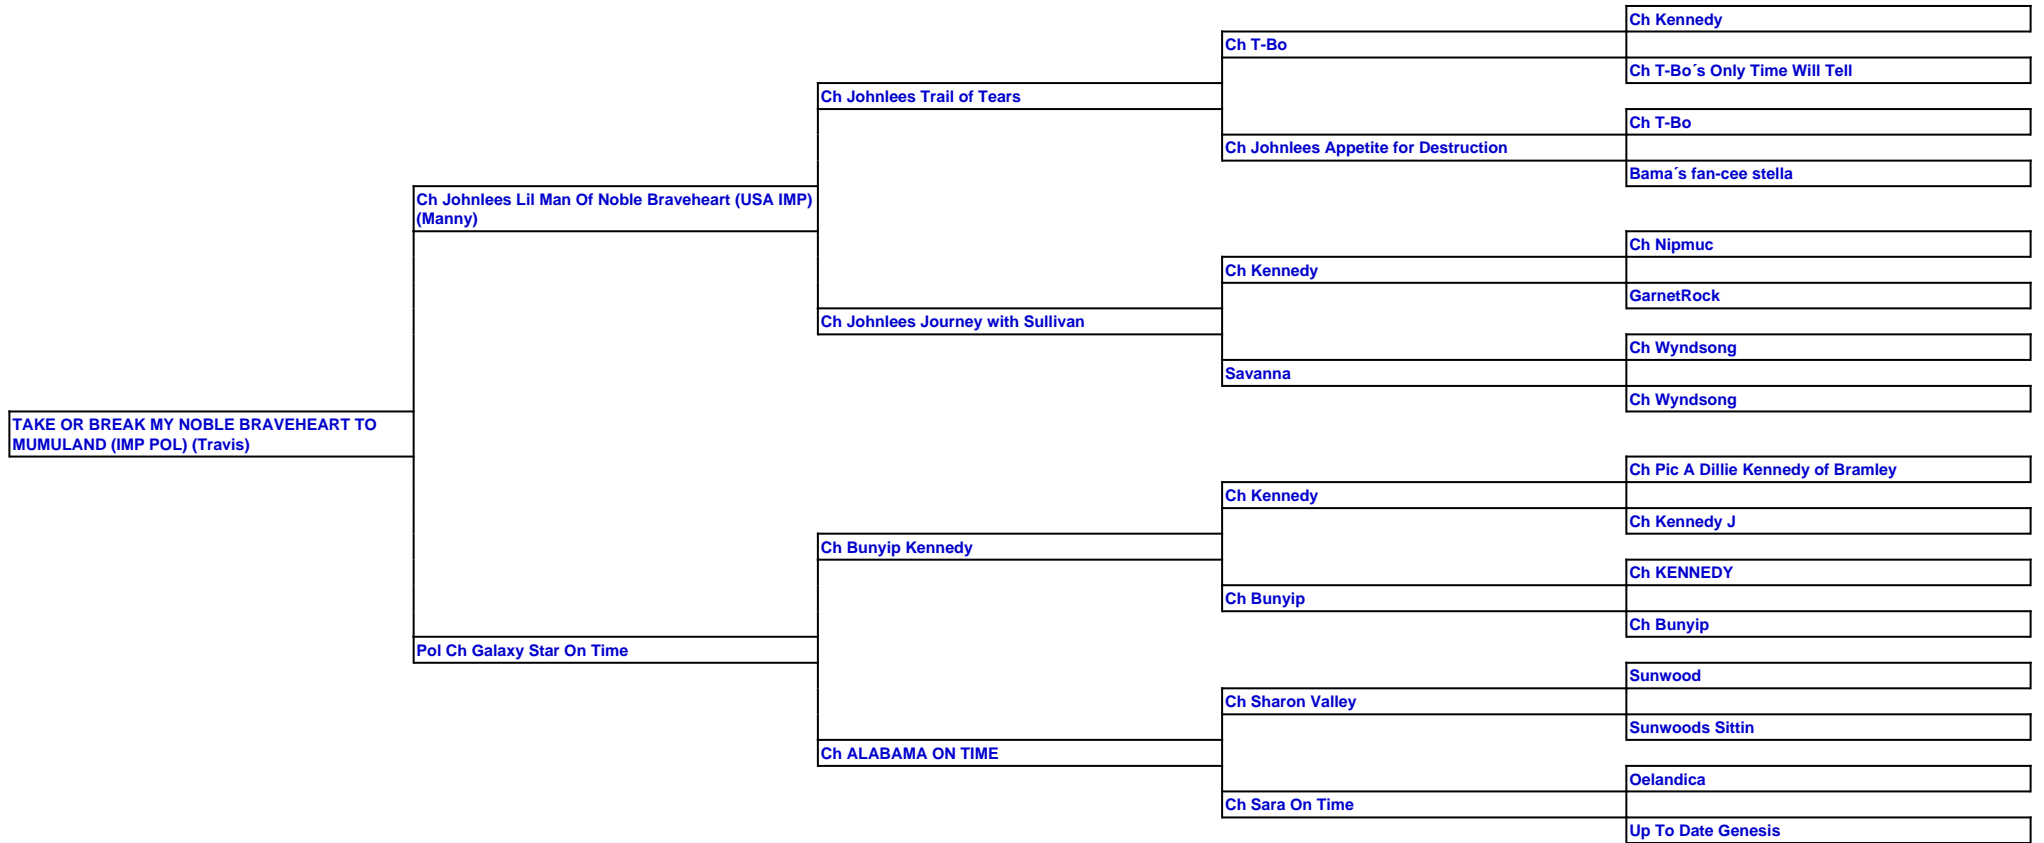 Ch Kennedy
Ch T-Bo
Ch T-Bo´s Only Time Will Tell
Ch Johnlees Trail of Tears
Ch T-Bo
Ch Johnlees Appetite for Destruction
Bama´s fan-cee stella
Ch Johnlees Lil Man Of Noble Braveheart (USA IMP)
(Manny)
Ch Nipmuc
Ch Kennedy
GarnetRock
Ch Johnlees Journey with Sullivan
Ch Wyndsong
Savanna
Ch Wyndsong
TAKE OR BREAK MY NOBLE BRAVEHEART TO
MUMULAND (IMP POL) (Travis)
Ch Pic A Dillie Kennedy of Bramley
Ch Kennedy
Ch Kennedy J
Ch Bunyip Kennedy
Ch KENNEDY
Ch Bunyip
Ch Bunyip
Pol Ch Galaxy Star On Time
Sunwood
Ch Sharon Valley
Sunwoods Sittin
Ch ALABAMA ON TIME
Oelandica
Ch Sara On Time
Up To Date Genesis